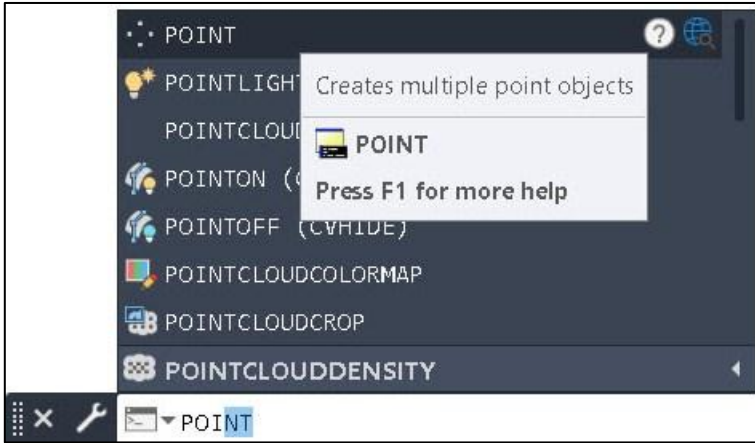 POINT
POINTLIGHT
Creates multiple point objects
POINTCLOUD
POINT
POINTON (
Press F1 for more help
POINTOFF (CVHIDE)
POINTCLOUDCOLORMAP
POINTCLOUDCROP
POINTCLOUDDENSITY
POINT